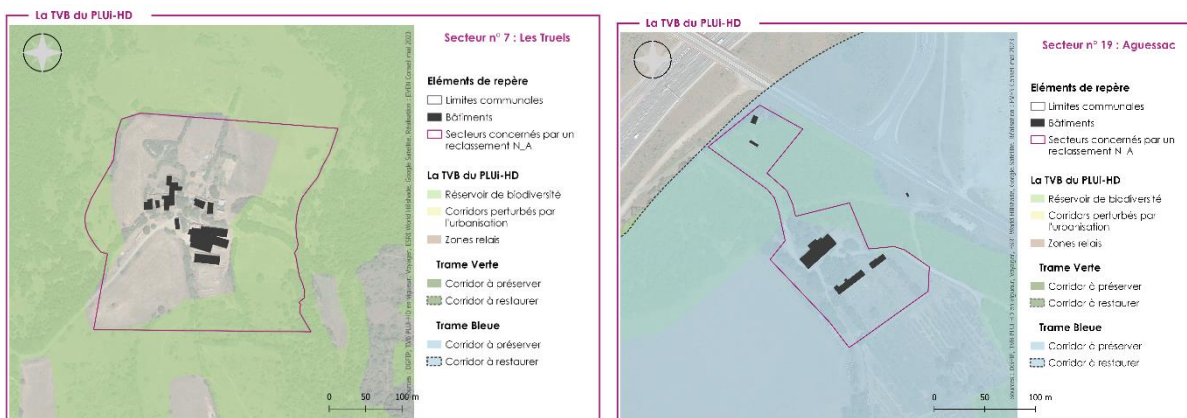 La TVB du PLUi-HD
Secteur n° 7 : Les Truels
Eléments de repère
Limites communales
Bâtiments
Secteurs concernés par un
reclassement N_A
La TVB du PLUi-HD
Réservoir de biodiversité
Corridors perturbés par
l'urbanisation
Zones relais
Trame Verte
Corridor à préserver
Corridor à restaurer
Trame Bleue
Corridor à préserver
Corridor à restaurer
0 50 100 m
La TVB du PLUi-HD
Secteur n° 19 : Aguessac
Eléments de repère
Limites communales
Bâtiments
Secteurs concernés par un
reclassement N_A
La TVB du PLUi-HD
Réservoir de biodiversité
Corridors perturbés par
l'urbanisation
Zones relais
Trame Verte
Corridor à préserver
Corridor à restaurer
Trame Bleue
Corridor à préserver
Corridor à restaurer
0 50 100 m